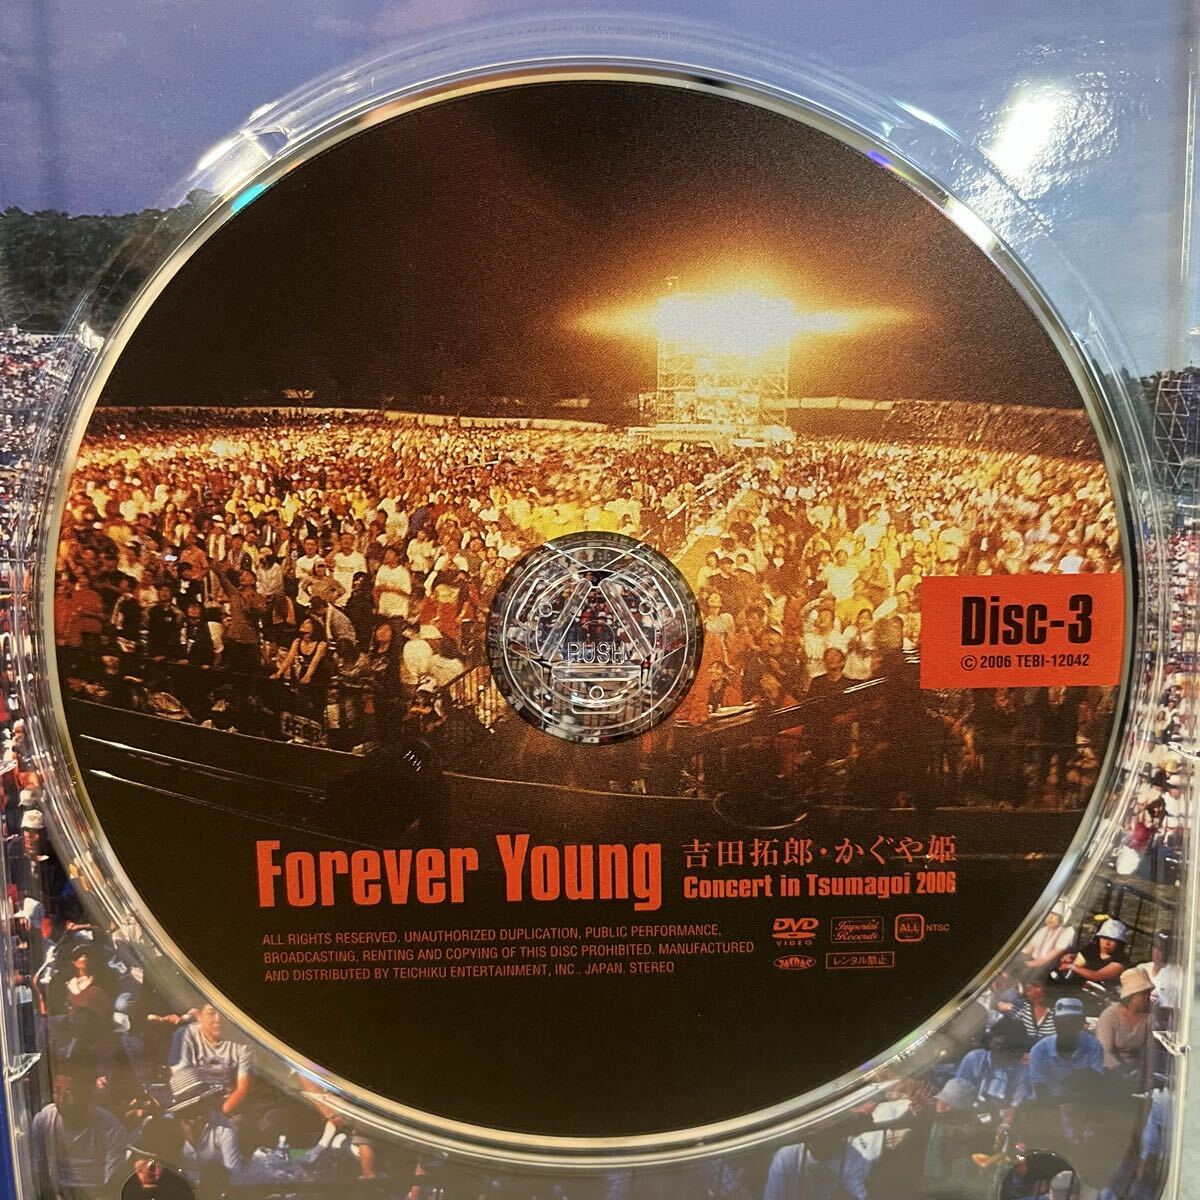 PUSH
Disc-3
© 2006 TEBI-12042
Forever Young
吉田拓郎・かぐや姫
Concert in Tsumagoi 2006
ALL RIGHTS RESERVED. UNAUTHORIZED DUPLICATION, PUBLIC PERFORMANCE,
BROADCASTING, RENTING AND COPYING OF THIS DISC PROHIBITED. MANUFACTURED
AND DISTRIBUTED BY TEICHIKU ENTERTAINMENT, INC., JAPAN. STEREO
DVD
VIDEO
Imperial
Records
ALL
NTSC
レンタル禁止